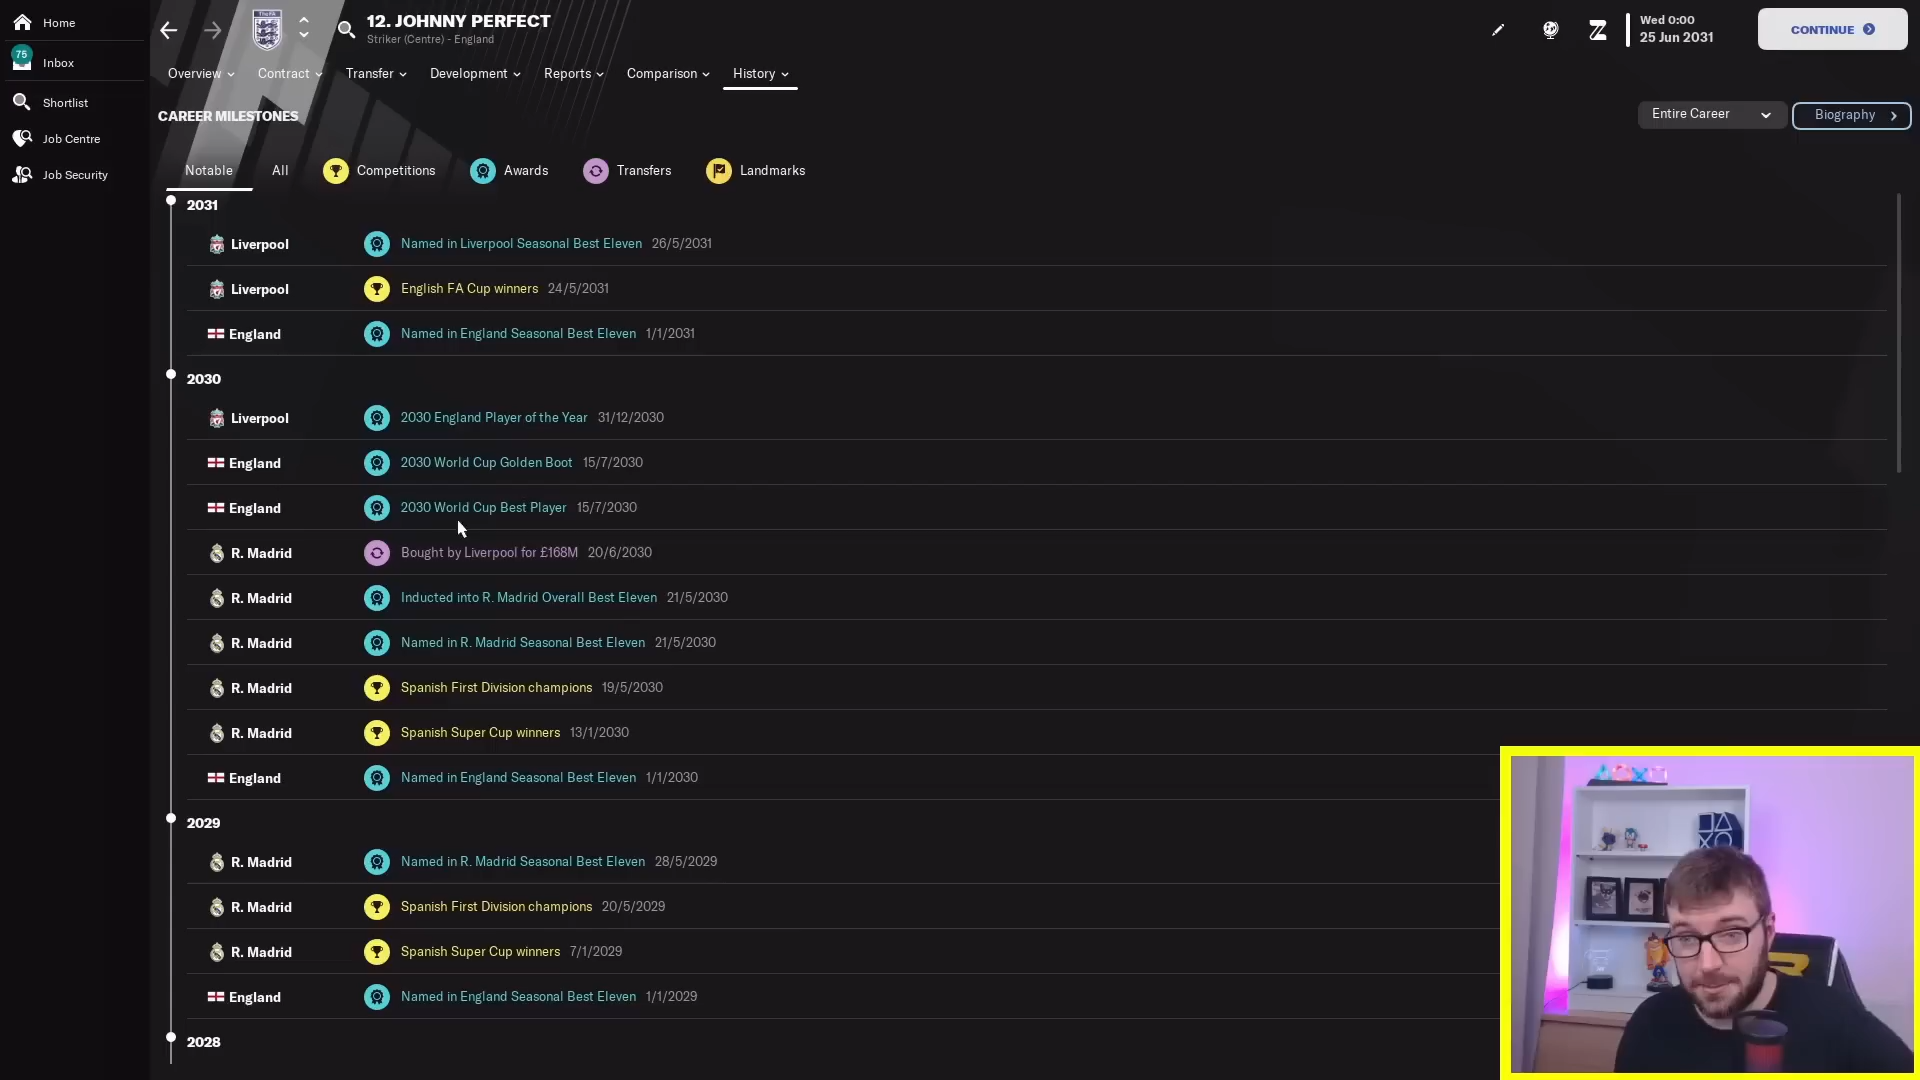 Home
75
Inbox
Shortlist
Job Centre
Job Security
12. JOHNNY PERFECT
Striker (Centre) - England
Wed 0:00
25 Jun 2031
CONTINUE
Overview
Contract
Transfer
Development
Reports
Comparison
History
CAREER MILESTONES
Entire Career
Biography
Notable
All
Competitions
Awards
Transfers
Landmarks
2031
Liverpool Named in Liverpool Seasonal Best Eleven 26/5/2031
Liverpool English FA Cup winners 24/5/2031
England Named in England Seasonal Best Eleven 1/1/2031
2030
Liverpool 2030 England Player of the Year 31/12/2030
England 2030 World Cup Golden Boot 15/7/2030
England 2030 World Cup Best Player 15/7/2030
R. Madrid Bought by Liverpool for £168M 20/6/2030
R. Madrid Inducted into R. Madrid Overall Best Eleven 21/5/2030
R. Madrid Named in R. Madrid Seasonal Best Eleven 21/5/2030
R. Madrid Spanish First Division champions 19/5/2030
R. Madrid Spanish Super Cup winners 13/1/2030
England Named in England Seasonal Best Eleven 1/1/2030
2029
R. Madrid Named in R. Madrid Seasonal Best Eleven 28/5/2029
R. Madrid Spanish First Division champions 20/5/2029
R. Madrid Spanish Super Cup winners 7/1/2029
England Named in England Seasonal Best Eleven 1/1/2029
2028